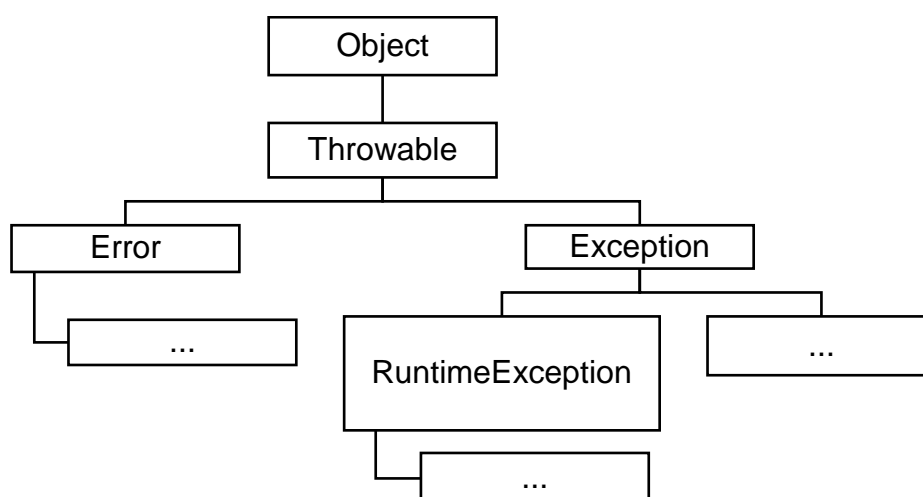 Object
Throwable
Error
Exception
...
RuntimeException
...
...